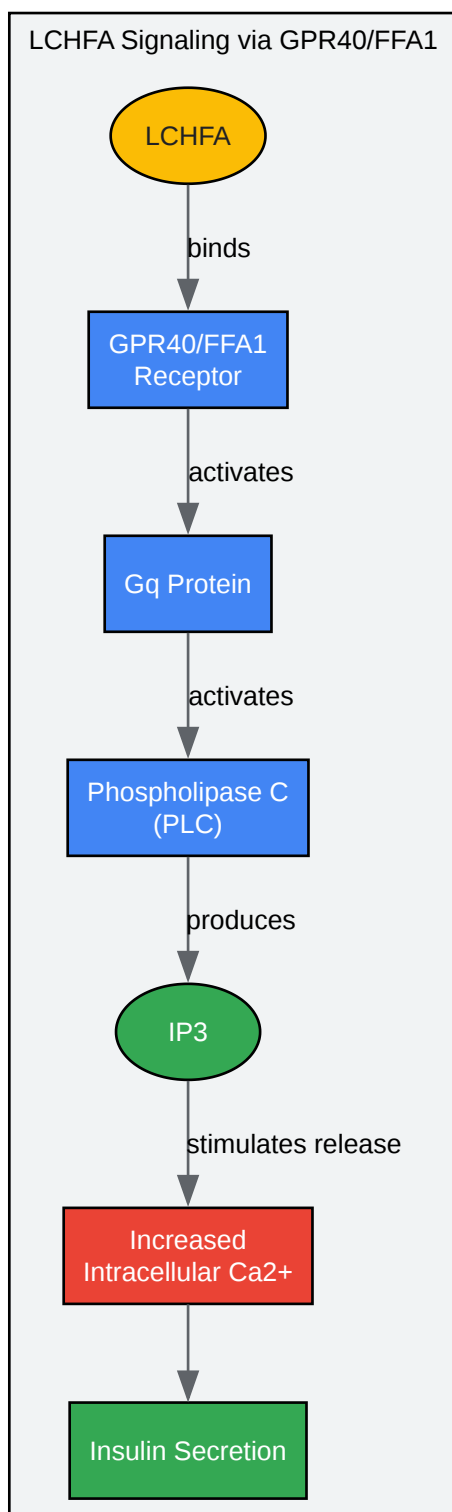 LCHFA Signaling via GPR40/FFA1
LCHFA
binds
GPR40/FFA1
Receptor
activates
Gq Protein
activates
Phospholipase C
(PLC)
produces
IP3
stimulates release
Increased
Intracellular Ca2+
Insulin Secretion